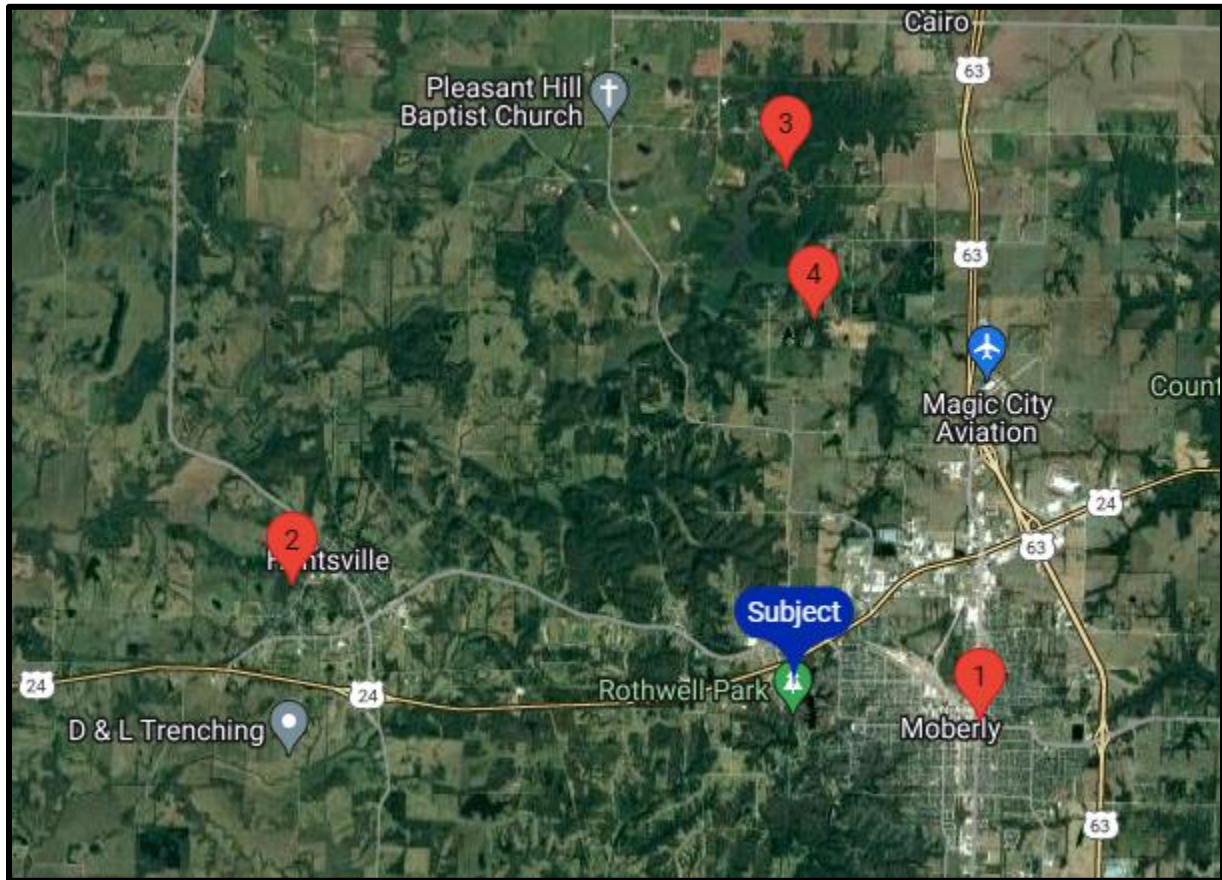 Cairo
63
Pleasant Hill
Baptist Church
3
63
4
Magic City
Aviation
Count
24
2
Huntsville
63
Subject
24
24
Rothwell Park
1
D & L Trenching
Moberly
63